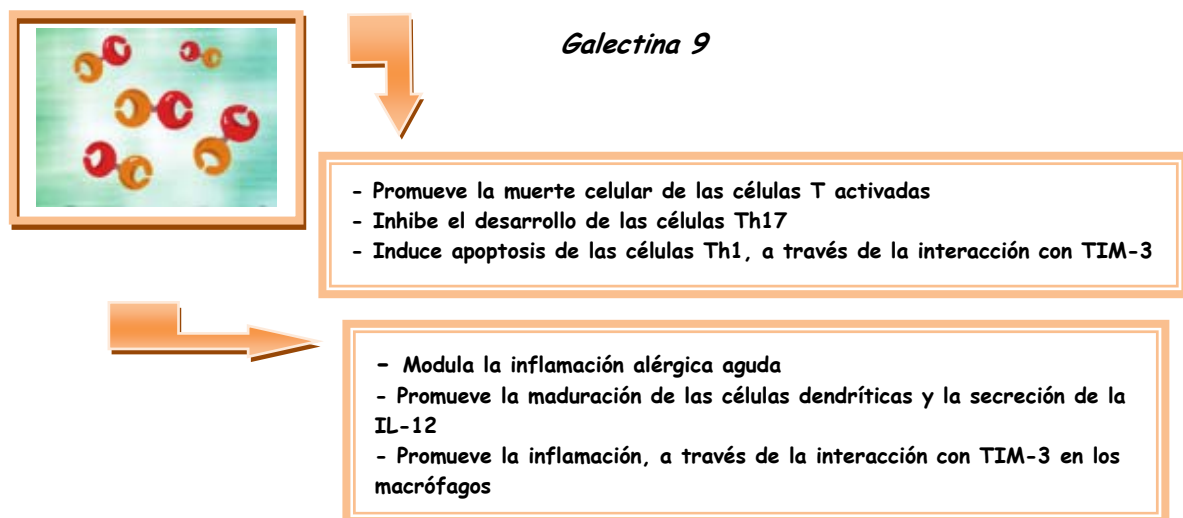 Galectina 9
- Promueve la muerte celular de las células T activadas
- Inhibe el desarrollo de las células Th17
- Induce apoptosis de las células Th1, a través de la interacción con TIM-3
- Modula la inflamación alérgica aguda
- Promueve la maduración de las células dendríticas y la secreción de la
IL-12
- Promueve la inflamación, a través de la interacción con TIM-3 en los
macrófagos